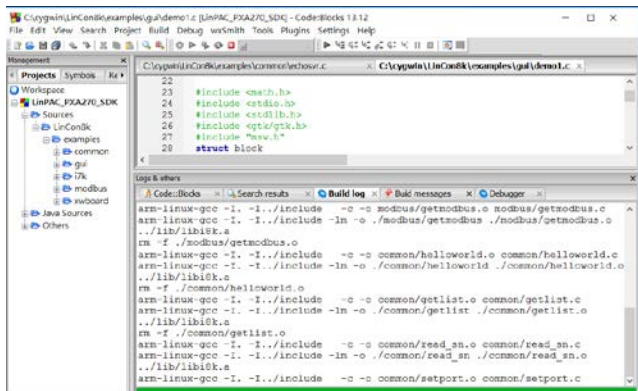 C:\cygwin\LinCon8k\examples\gui\demo1.c [LinPAC_PXA270_SDK] - Code::Blocks 13.12
File Edit View Search Project Build Debug wxSmith Tools Plugins Settings Help
Management
Projects Symbols
Workspace
LinPAC_PXA270_SDK
Sources
LinCon8k
examples
common
gui
i7k
modbus
xwboard
Java Sources
Others
C:\cygwin\LinCon8k\examples\common\echosvr.c C:\cygwin\LinCon8k\examples\gui\demo1.c
22
23 #include <math.h>
24 #include <stdio.h>
25 #include <stdlib.h>
26 #include <gtk/gtk.h>
27 #include "msw.h"
28 struct block
Logs & others
Code::Blocks Search results Build log Build messages Debugger
arm-linux-gcc -I. -I../include -c -o modbus/getmodbus.o modbus/getmodbus.c
arm-linux-gcc -I. -I../include -lm -o ./modbus/getmodbus ./modbus/getmodbus.o
../lib/libi8k.a
rm -f ./modbus/getmodbus.o
arm-linux-gcc -I. -I../include -c -o common/helloworld.o common/helloworld.c
arm-linux-gcc -I. -I../include -lm -o ./common/helloworld ./common/helloworld.o
../lib/libi8k.a
rm -f ./common/helloworld.o
arm-linux-gcc -I. -I../include -c -o common/getlist.o common/getlist.c
arm-linux-gcc -I. -I../include -lm -o ./common/getlist ./common/getlist.o
../lib/libi8k.a
rm -f ./common/getlist.o
arm-linux-gcc -I. -I../include -c -o common/read_sn.o common/read_sn.c
arm-linux-gcc -I. -I../include -lm -o ./common/read_sn ./common/read_sn.o
../lib/libi8k.a
arm-linux-gcc -I. -I../include -c -o common/setport.o common/setport.c